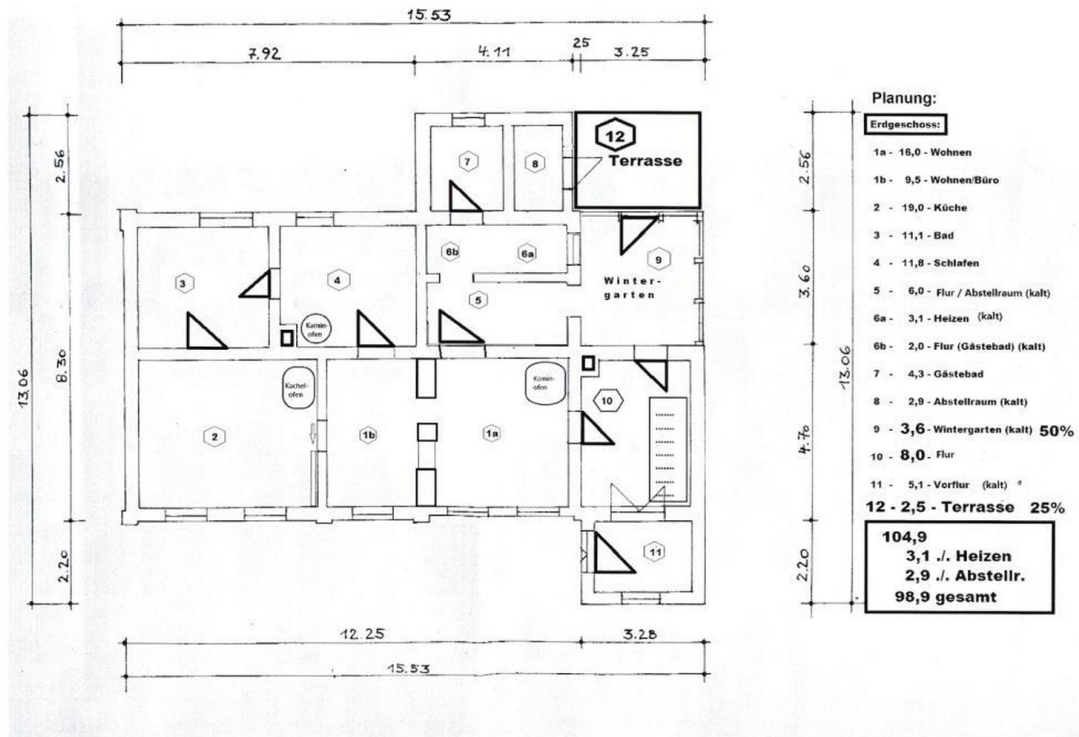 15.53
7.92
4.11
25
3.25
Planung:
Erdgeschoss:
1a - 16,0 - Wohnen
1b - 9,5 - Wohnen/Büro
2 - 19,0 - Küche
3 - 11,1 - Bad
4 - 11,8 - Schlafen
5 - 6,0 - Flur / Abstellraum (kalt)
6a - 3,1 - Heizen (kalt)
6b - 2,0 - Flur (Gästebad) (kalt)
7 - 4,3 - Gästebad
8 - 2,9 - Abstellraum (kalt)
9 - 3,6 - Wintergarten (kalt) 50%
10 - 8,0 - Flur
11 - 5,1 - Vorflur (kalt)
12 - 2,5 - Terrasse 25%
104,9
3,1 ./. Heizen
2,9 ./. Abstellr.
98,9 gesamt
13.06
2.56
8.30
2.20
12
Terrasse
7
8
6b
6a
9
Winter-
garten
3
4
5
Kamin-
ofen
Kachel-
ofen
Kamin-
ofen
10
2
1b
1a
11
2.56
3.60
4.70
2.20
13.06
12.25
3.28
15.53